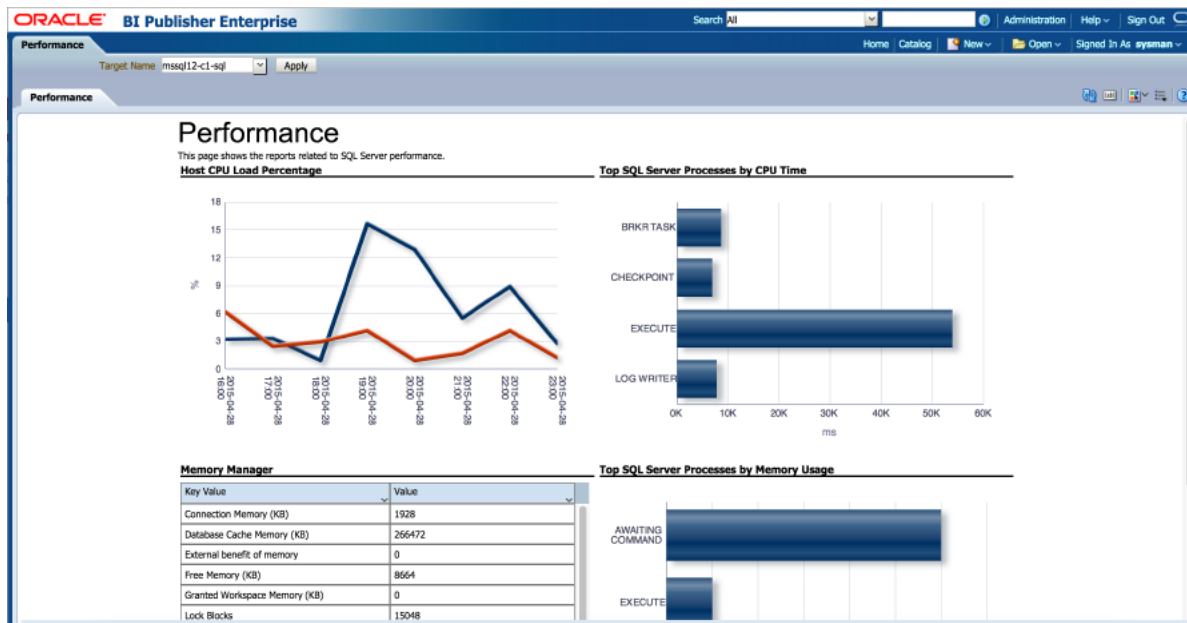 ORACLE BI Publisher Enterprise
Search All
Administration Help Sign Out
Performance
Home Catalog New Open Signed In As sysman
Target Name mssql12-c1-sql Apply
Performance
Performance
This page shows the reports related to SQL Server performance.
Host CPU Load Percentage
18
15
12
9
6
3
0
%
2015-04-28 16:00
2015-04-28 17:00
2015-04-28 18:00
2015-04-28 19:00
2015-04-28 20:00
2015-04-28 21:00
2015-04-28 22:00
2015-04-28 23:00
Top SQL Server Processes by CPU Time
BRKR TASK
CHECKPOINT
EXECUTE
LOG WRITER
0K 10K 20K 30K 40K 50K 60K
ms
Memory Manager
Key Value Value
Connection Memory (KB) 1928
Database Cache Memory (KB) 266472
External benefit of memory 0
Free Memory (KB) 8664
Granted Workspace Memory (KB) 0
Lock Blocks 15048
Top SQL Server Processes by Memory Usage
AWAITING
COMMAND
EXECUTE